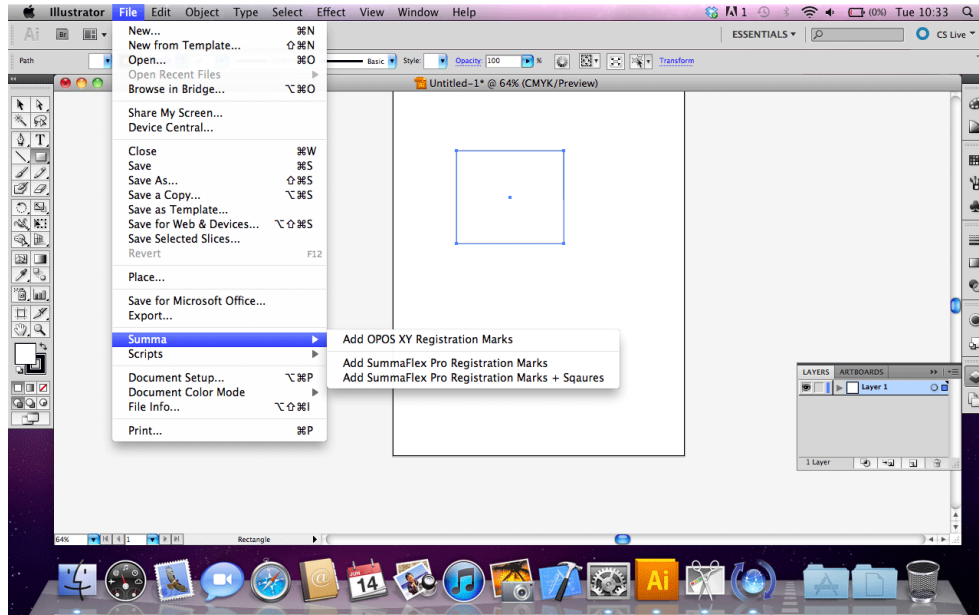 Illustrator File Edit Object Type Select Effect View Window Help 1 (0%) Tue 10:33
Ai Br ESSENTIALS CS Live
Path Basic Style: Opacity: 100 % Transform
Untitled-1* @ 64% (CMYK/Preview)
New... ⌘N
New from Template... ⇧⌘N
Open... ⌘O
Open Recent Files
Browse in Bridge... ⌥⌘O
Share My Screen...
Device Central...
Close ⌘W
Save ⌘S
Save As... ⇧⌘S
Save a Copy... ⌥⌘S
Save as Template...
Save for Web & Devices... ⌥⇧⌘S
Save Selected Slices...
Revert F12
Place...
Save for Microsoft Office...
Export...
Summa
Scripts
Document Setup... ⌥⌘P
Document Color Mode
File Info... ⌥⇧⌘I
Print... ⌘P
Add OPOS XY Registration Marks
Add SummaFlex Pro Registration Marks
Add SummaFlex Pro Registration Marks + Sqaures
LAYERS ARTBOARDS
Layer 1
1 Layer
64% 1 Rectangle
JUN 14
Ai